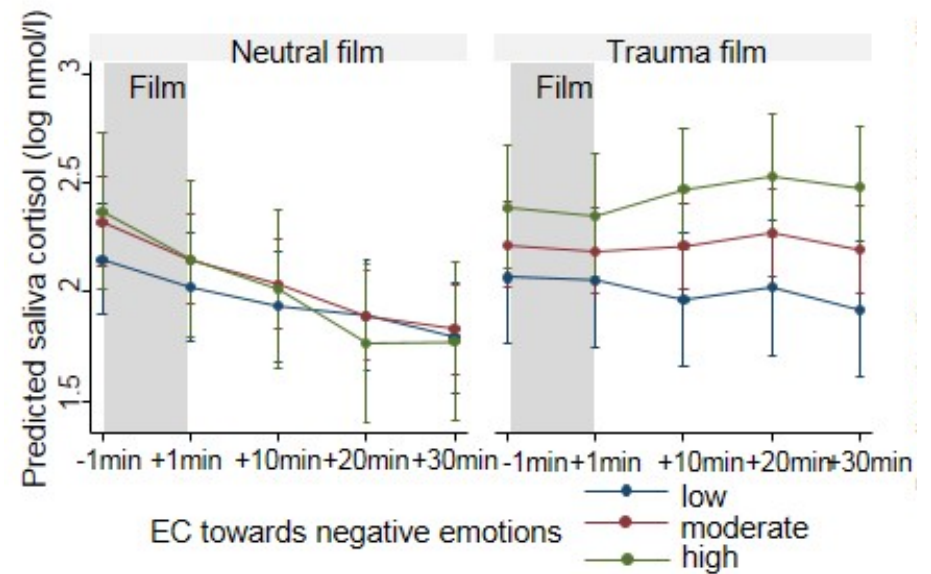 Predicted saliva cortisol (log nmol/l)
Neutral film
Trauma film
Film
Film
3
2.5
2
1.5
-1min +1min +10min +20min +30min
-1min +1min +10min +20min +30min
EC towards negative emotions
low
moderate
high